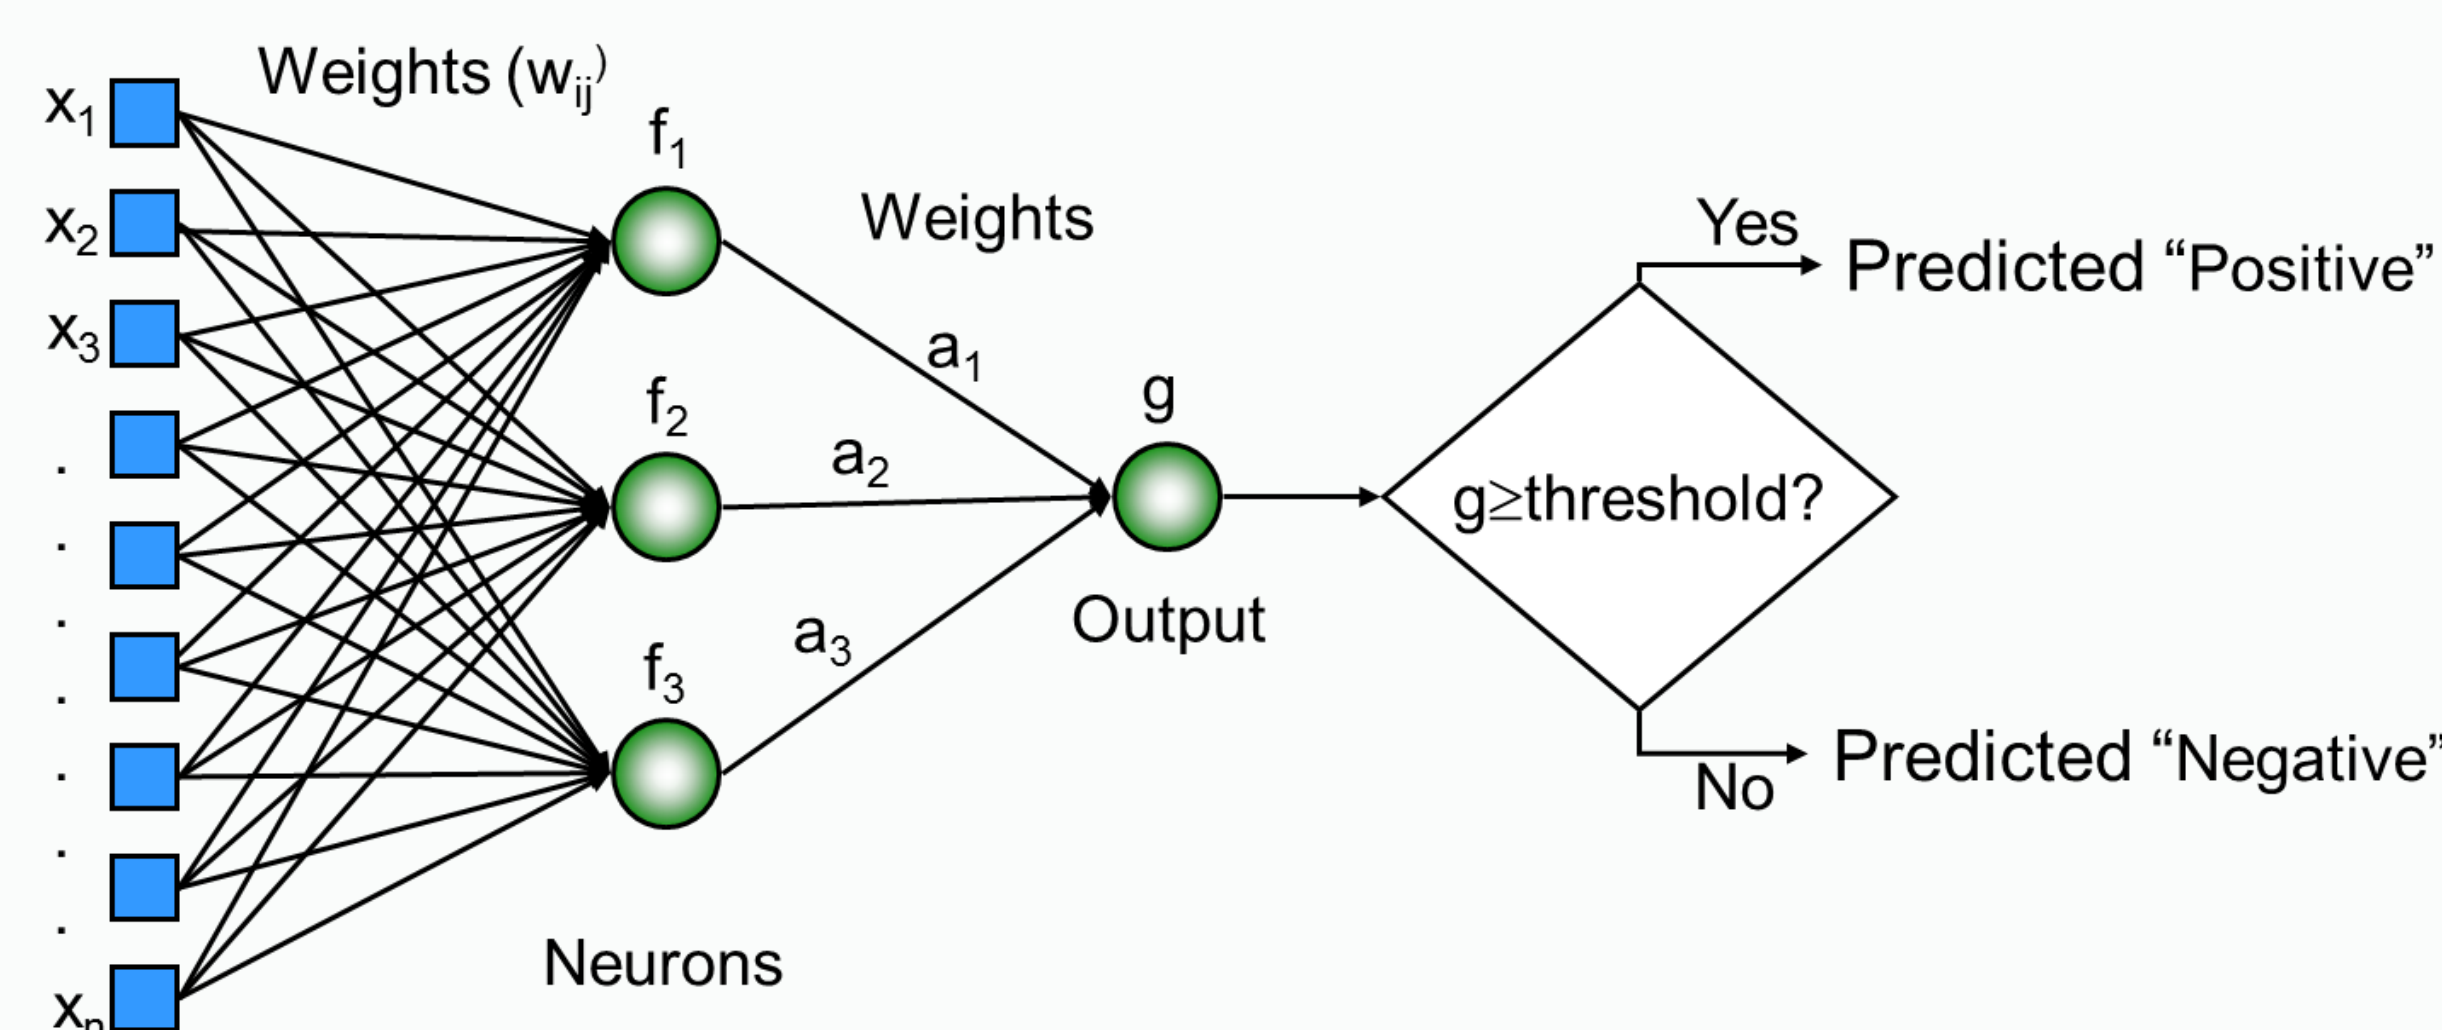 Weights (wij)
x1
f1
x2
Weights
Yes
Predicted “Positive”
x3
a1
f2
g
a2
g≥threshold?
.
.
.
Output
a3
f3
.
.
Predicted “Negative”
No
.
.
Neurons
xn